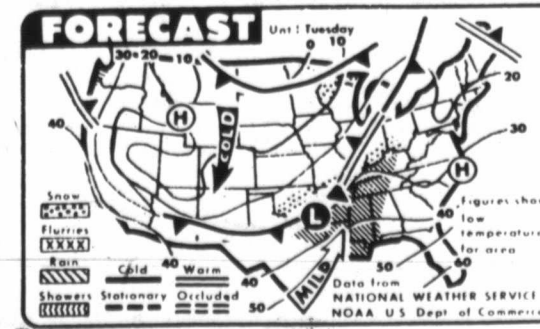 FORECAST
Until Tuesday
30 20 10 0 10
20
40
30
H
COLD
H
L
40
Figures show
low
temperature
for area
Snow
Flurries
Rain
Showers
40
40
50
MILD
50
60
Cold Warm
Stationary Occluded
Data from
NATIONAL WEATHER SERVICE
NOAA US Dept of Commerce